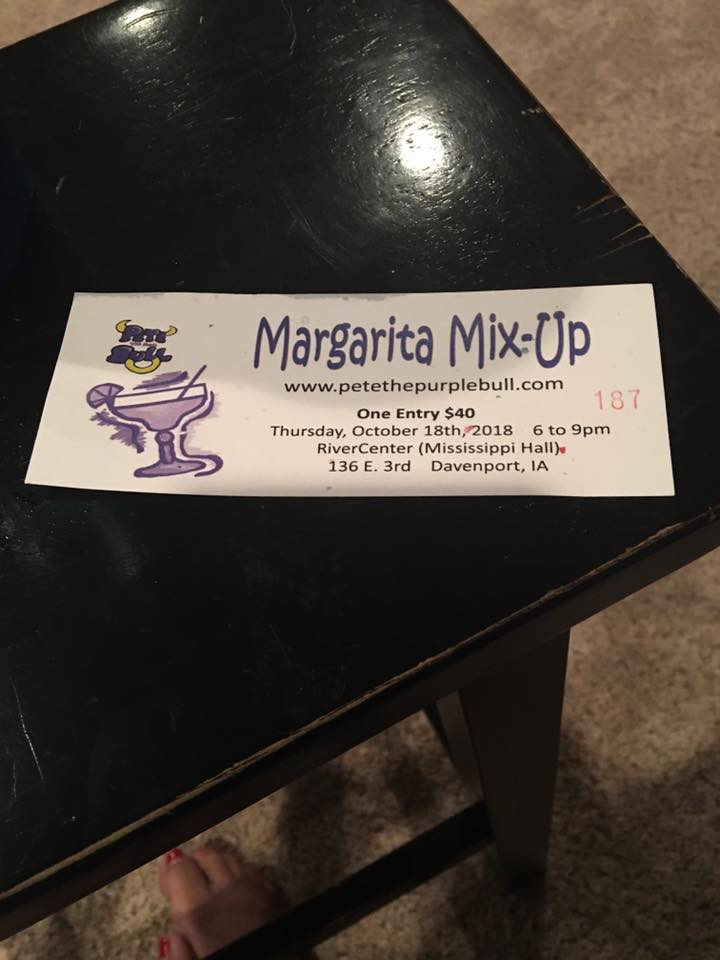 PETE
THE PURPLE
BULL
Margarita Mix-Up
www.petethepurplebull.com
187
One Entry $40
Thursday, October 18th, 2018 6 to 9pm
RiverCenter (Mississippi Hall)
136 E. 3rd Davenport, IA